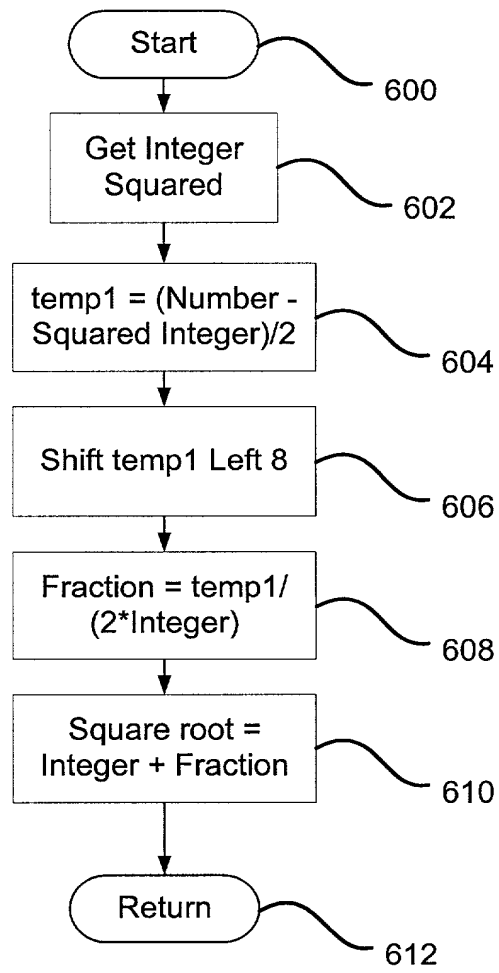 Start
600
Get Integer
Squared
602
temp1 = (Number -
Squared Integer)/2
604
Shift temp1 Left 8
606
Fraction = temp1/
(2*Integer)
608
Square root =
Integer + Fraction
610
Return
612